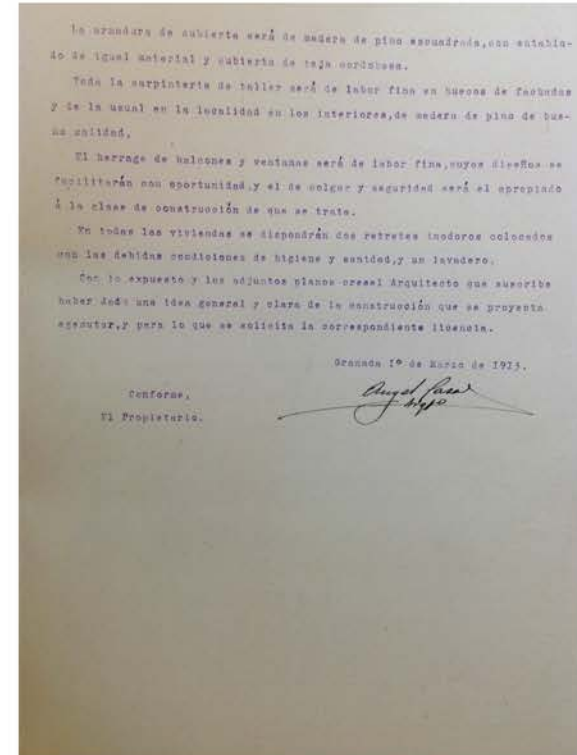 La armadura de cubierta será de madera de pino escuadrada,con entabla-
do de igual material y cubierta de teja cordobesa.
Toda la carpintería de taller será de labor fina en huecos de fachadas
y de la usual en la localidad en los interiores,de madera de pino de bue-
na calidad.
El herrage de balcones y ventanas será de labor fina,cuyos diseños se
facilitarán con oportunidad,y el de colgar y seguridad será el apropiado
á la clase de construcción de que se trata.
En todas las viviendas se dispondrán dos retretes inodoros colocados
con las debidas condiciones de higiene y sanidad,y un lavadero.
Con lo expuesto y los adjuntos planos creeel Arquitecto que suscribe
haber dado una idea general y clara de la construcción que se proyecta
egecutar,y para lo que se solicita la correspondiente licencia.
Granada 1º de Marzo de 1913.
Conforme,
El Propietario.
Angel Casas